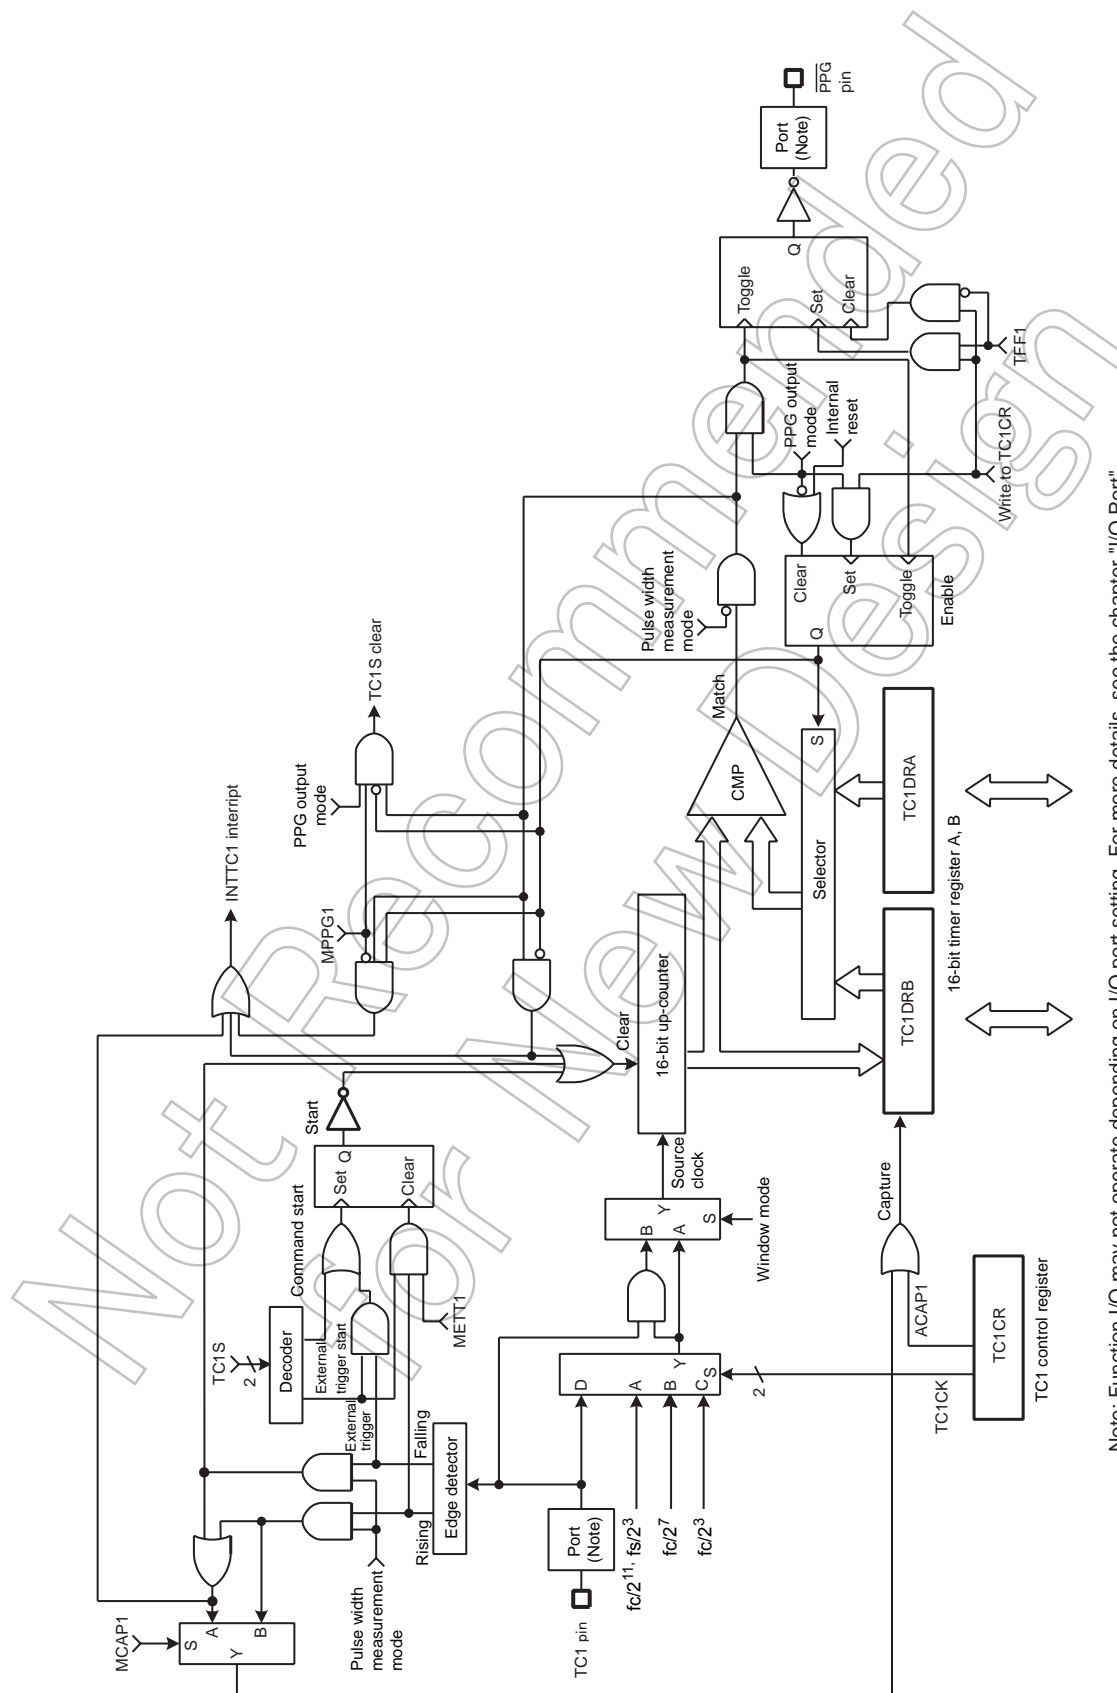 MCAP1
S
A
B
Y
Pulse width
measurement
mode
TC1S
2
Decoder
Command start
External
trigger start
External
trigger
Rising
Falling
Edge detector
METT1
Set
Q
Clear
Start
INTTC1 interript
MPPG1
PPG output
mode
TC1S clear
TC1 pin
Port
(Note)
fc/2¹¹, fs/2³
fc/2⁷
fc/2³
D
A
B
C
S
Y
B
A
Y
S
Window mode
Source
clock
Clear
16-bit up-counter
CMP
Match
Pulse width
measurement
mode
PPG output
mode
Internal
reset
Toggle
Set
Clear
Q
Port
(Note)
PPG
pin
TFF1
Write to TC1CR
Clear
Set
Toggle
Q
Enable
Selector
S
TC1DRB
TC1DRA
16-bit timer register A, B
Capture
ACAP1
TC1CK
2
TC1CR
TC1 control register
Note: Function I/O may not operate depending on I/O port setting. For more details, see the chapter "I/O Port".
Not Recommended
for New Design